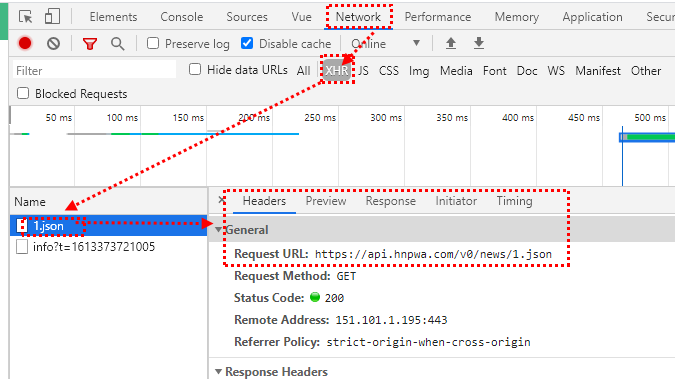 Elements Console Sources Vue Network Performance Memory Application Secu
Preserve log Disable cache Online
Filter Hide data URLs All XHR JS CSS Img Media Font Doc WS Manifest Other
Blocked Requests
50 ms 100 ms 150 ms 200 ms 250 ms 300 ms 350 ms 400 ms 450 ms 500 ms
Name × Headers Preview Response Initiator Timing
1.json
info?t=1613373721005
General
Request URL: https://api.hnpwa.com/v0/news/1.json
Request Method: GET
Status Code: 200
Remote Address: 151.101.1.195:443
Referrer Policy: strict-origin-when-cross-origin
Response Headers